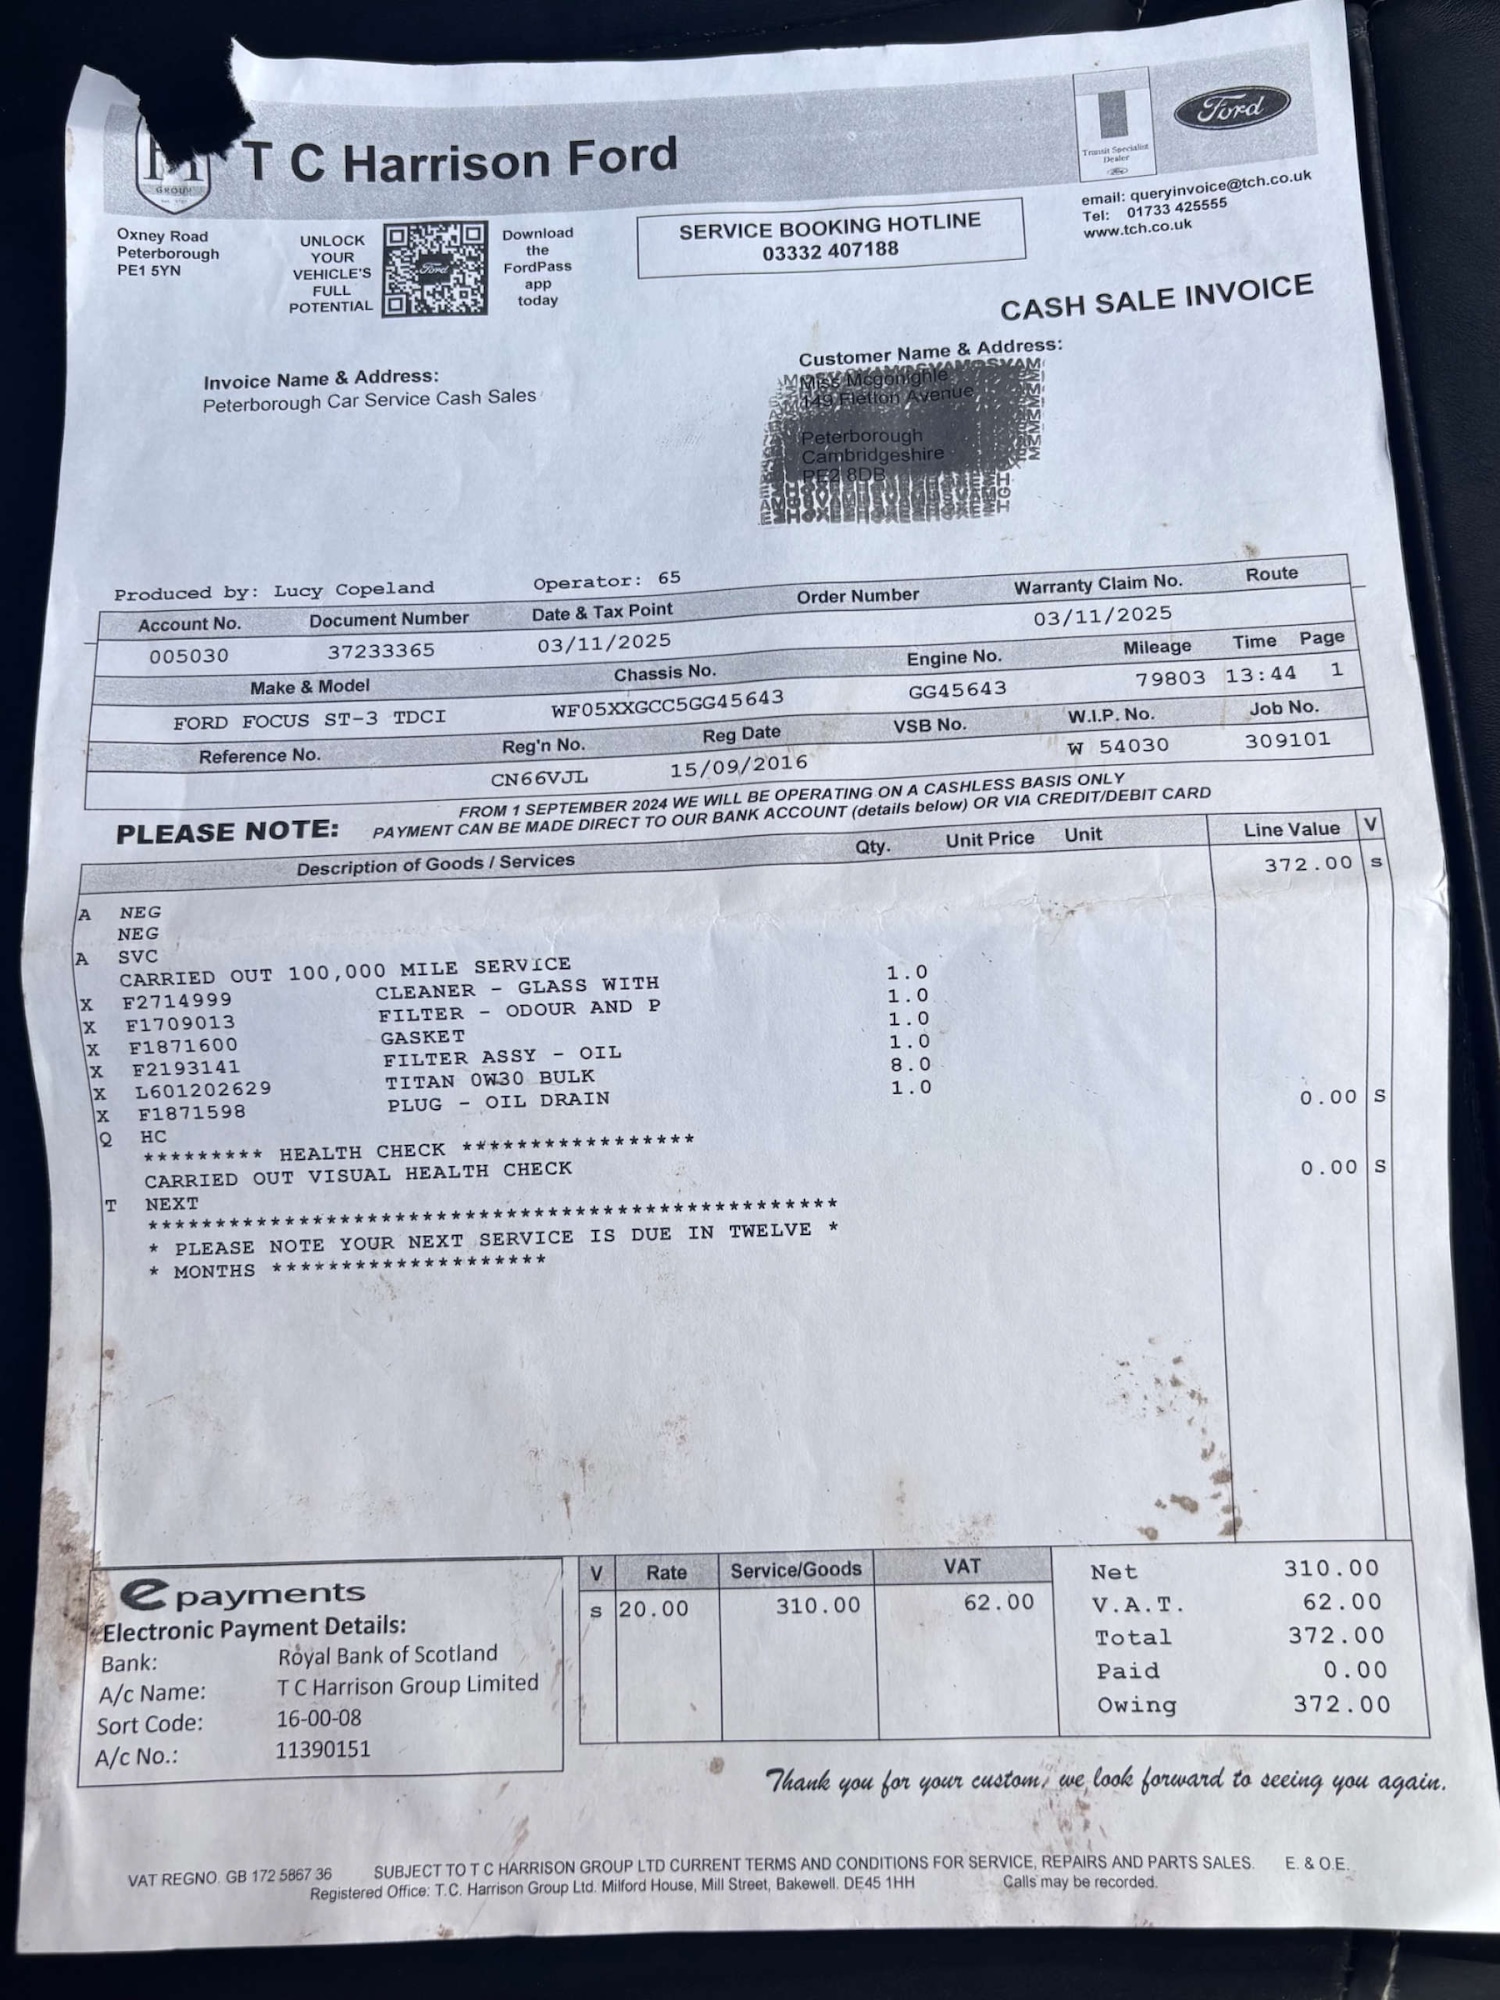 T C Harrison Ford
GROUP
Transit Specialist
Dealer
Ford
email: queryinvoice@tch.co.uk
Tel: 01733 425555
www.tch.co.uk
Oxney Road
Peterborough
PE1 5YN
UNLOCK
YOUR
VEHICLE'S
FULL
POTENTIAL
Ford
Download
the
FordPass
app
today
SERVICE BOOKING HOTLINE
03332 407188
CASH SALE INVOICE
Invoice Name & Address:
Peterborough Car Service Cash Sales
Customer Name & Address:
Peterborough
Cambridgeshire
Produced by: Lucy Copeland Operator: 65
Account No. Document Number Date & Tax Point Order Number Warranty Claim No. Route
005030 37233365 03/11/2025 03/11/2025
Make & Model Chassis No. Engine No. Mileage Time Page
FORD FOCUS ST-3 TDCI WF05XXGCC5GG45643 GG45643 79803 13:44 1
Reference No. Reg'n No. Reg Date VSB No. W.I.P. No. Job No.
CN66VJL 15/09/2016 W 54030 309101
PLEASE NOTE: FROM 1 SEPTEMBER 2024 WE WILL BE OPERATING ON A CASHLESS BASIS ONLY
PAYMENT CAN BE MADE DIRECT TO OUR BANK ACCOUNT (details below) OR VIA CREDIT/DEBIT CARD
Description of Goods / Services Qty. Unit Price Unit Line Value V
372.00 s
A NEG
NEG
A SVC
CARRIED OUT 100,000 MILE SERVICE
X F2714999 CLEANER - GLASS WITH 1.0
X F1709013 FILTER - ODOUR AND P 1.0
X F1871600 GASKET 1.0
X F2193141 FILTER ASSY - OIL 1.0
X L601202629 TITAN 0W30 BULK 8.0
X F1871598 PLUG - OIL DRAIN 1.0
Q HC 0.00 S
********* HEALTH CHECK *****************
CARRIED OUT VISUAL HEALTH CHECK
T NEXT 0.00 S
***************************************************
* PLEASE NOTE YOUR NEXT SERVICE IS DUE IN TWELVE *
* MONTHS ********************
e payments
Electronic Payment Details:
Bank: Royal Bank of Scotland
A/c Name: T C Harrison Group Limited
Sort Code: 16-00-08
A/c No.: 11390151
V Rate Service/Goods VAT
s 20.00 310.00 62.00
Net 310.00
V.A.T. 62.00
Total 372.00
Paid 0.00
Owing 372.00
Thank you for your custom, we look forward to seeing you again.
VAT REGNO. GB 172 5867 36 SUBJECT TO T C HARRISON GROUP LTD CURRENT TERMS AND CONDITIONS FOR SERVICE, REPAIRS AND PARTS SALES. E. & O.E.
Registered Office: T.C. Harrison Group Ltd. Milford House, Mill Street, Bakewell. DE45 1HH Calls may be recorded.